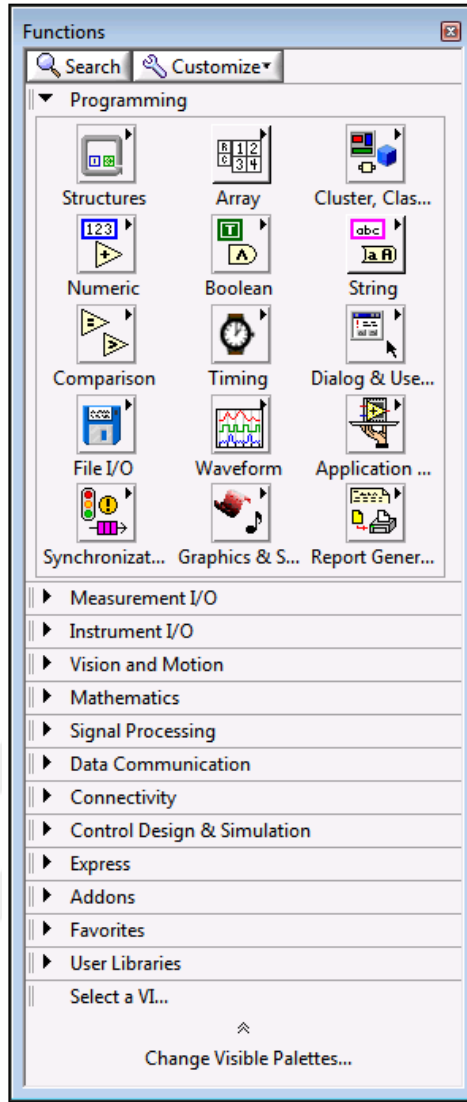 Functions
Search Customize
Programming
Structures Array Cluster, Clas...
123
T
abc
a A
Numeric Boolean String
Comparison Timing Dialog & Use...
File I/O Waveform Application ...
Synchronizat... Graphics & S... Report Gener...
Measurement I/O
Instrument I/O
Vision and Motion
Mathematics
Signal Processing
Data Communication
Connectivity
Control Design & Simulation
Express
Addons
Favorites
User Libraries
Select a VI...
Change Visible Palettes...